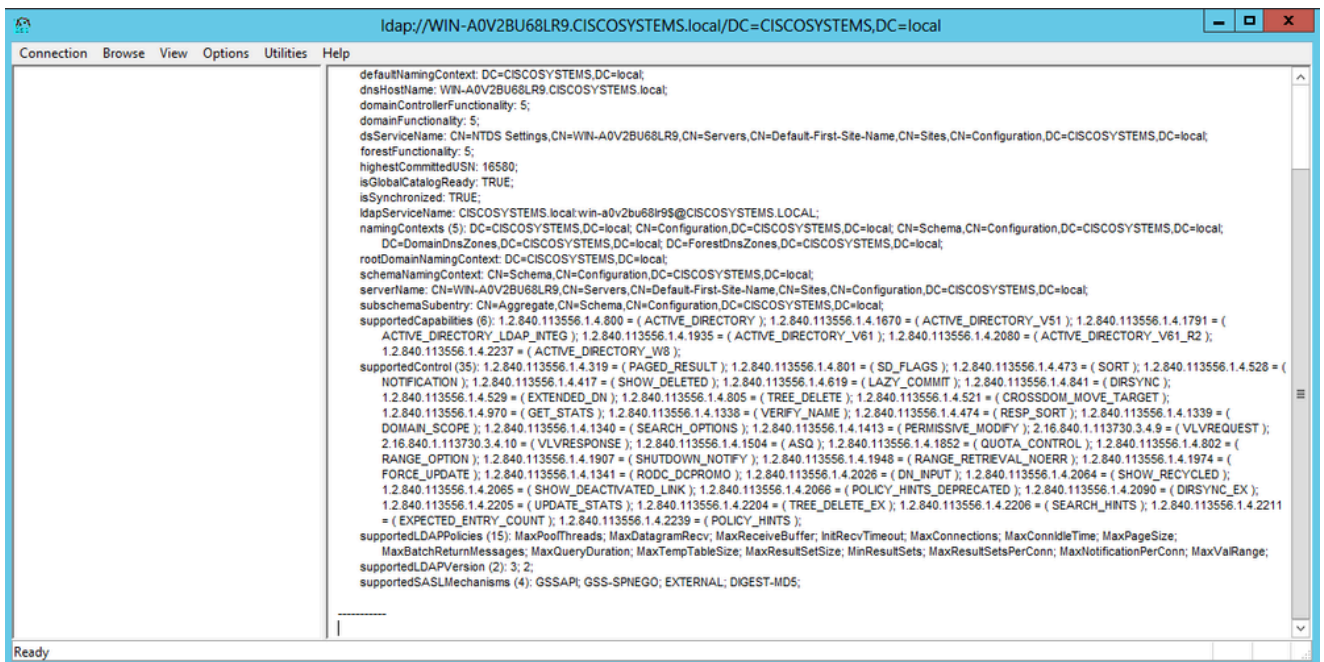 ldap://WIN-A0V2BU68LR9.CISCOSYSTEMS.local/DC=CISCOSYSTEMS,DC=local
Connection Browse View Options Utilities Help
defaultNamingContext: DC=CISCOSYSTEMS,DC=local;
dnsHostName: WIN-A0V2BU68LR9.CISCOSYSTEMS.local;
domainControllerFunctionality: 5;
domainFunctionality: 5;
dsServiceName: CN=NTDS Settings,CN=WIN-A0V2BU68LR9,CN=Servers,CN=Default-First-Site-Name,CN=Sites,CN=Configuration,DC=CISCOSYSTEMS,DC=local;
forestFunctionality: 5;
highestCommittedUSN: 16580;
isGlobalCatalogReady: TRUE;
isSynchronized: TRUE;
ldapServiceName: CISCOSYSTEMS.local:win-a0v2bu68lr9$@CISCOSYSTEMS.LOCAL;
namingContexts (5): DC=CISCOSYSTEMS,DC=local; CN=Configuration,DC=CISCOSYSTEMS,DC=local; CN=Schema,CN=Configuration,DC=CISCOSYSTEMS,DC=local;
DC=DomainDnsZones,DC=CISCOSYSTEMS,DC=local; DC=ForestDnsZones,DC=CISCOSYSTEMS,DC=local;
rootDomainNamingContext: DC=CISCOSYSTEMS,DC=local;
schemaNamingContext: CN=Schema,CN=Configuration,DC=CISCOSYSTEMS,DC=local;
serverName: CN=WIN-A0V2BU68LR9,CN=Servers,CN=Default-First-Site-Name,CN=Sites,CN=Configuration,DC=CISCOSYSTEMS,DC=local;
subschemaSubentry: CN=Aggregate,CN=Schema,CN=Configuration,DC=CISCOSYSTEMS,DC=local;
supportedCapabilities (6): 1.2.840.113556.1.4.800 = ( ACTIVE_DIRECTORY ); 1.2.840.113556.1.4.1670 = ( ACTIVE_DIRECTORY_V51 ); 1.2.840.113556.1.4.1791 = (
ACTIVE_DIRECTORY_LDAP_INTEG ); 1.2.840.113556.1.4.1935 = ( ACTIVE_DIRECTORY_V61 ); 1.2.840.113556.1.4.2080 = ( ACTIVE_DIRECTORY_V61_R2 );
1.2.840.113556.1.4.2237 = ( ACTIVE_DIRECTORY_W8 );
supportedControl (35): 1.2.840.113556.1.4.319 = ( PAGED_RESULT ); 1.2.840.113556.1.4.801 = ( SD_FLAGS ); 1.2.840.113556.1.4.473 = ( SORT ); 1.2.840.113556.1.4.528 = (
NOTIFICATION ); 1.2.840.113556.1.4.417 = ( SHOW_DELETED ); 1.2.840.113556.1.4.619 = ( LAZY_COMMIT ); 1.2.840.113556.1.4.841 = ( DIRSYNC );
1.2.840.113556.1.4.529 = ( EXTENDED_DN ); 1.2.840.113556.1.4.805 = ( TREE_DELETE ); 1.2.840.113556.1.4.521 = ( CROSSDOM_MOVE_TARGET );
1.2.840.113556.1.4.970 = ( GET_STATS ); 1.2.840.113556.1.4.1338 = ( VERIFY_NAME ); 1.2.840.113556.1.4.474 = ( RESP_SORT ); 1.2.840.113556.1.4.1339 = (
DOMAIN_SCOPE ); 1.2.840.113556.1.4.1340 = ( SEARCH_OPTIONS ); 1.2.840.113556.1.4.1413 = ( PERMISSIVE_MODIFY ); 2.16.840.1.113730.3.4.9 = ( VLVREQUEST );
2.16.840.1.113730.3.4.10 = ( VLVRESPONSE ); 1.2.840.113556.1.4.1504 = ( ASQ ); 1.2.840.113556.1.4.1852 = ( QUOTA_CONTROL ); 1.2.840.113556.1.4.802 = (
RANGE_OPTION ); 1.2.840.113556.1.4.1907 = ( SHUTDOWN_NOTIFY ); 1.2.840.113556.1.4.1948 = ( RANGE_RETRIEVAL_NOERR ); 1.2.840.113556.1.4.1974 = (
FORCE_UPDATE ); 1.2.840.113556.1.4.1341 = ( RODC_DCPROMO ); 1.2.840.113556.1.4.2026 = ( DN_INPUT ); 1.2.840.113556.1.4.2064 = ( SHOW_RECYCLED );
1.2.840.113556.1.4.2065 = ( SHOW_DEACTIVATED_LINK ); 1.2.840.113556.1.4.2066 = ( POLICY_HINTS_DEPRECATED ); 1.2.840.113556.1.4.2090 = ( DIRSYNC_EX );
1.2.840.113556.1.4.2205 = ( UPDATE_STATS ); 1.2.840.113556.1.4.2204 = ( TREE_DELETE_EX ); 1.2.840.113556.1.4.2206 = ( SEARCH_HINTS ); 1.2.840.113556.1.4.2211
= ( EXPECTED_ENTRY_COUNT ); 1.2.840.113556.1.4.2239 = ( POLICY_HINTS );
supportedLDAPPolicies (15): MaxPoolThreads; MaxDatagramRecv; MaxReceiveBuffer; InitRecvTimeout; MaxConnections; MaxConnIdleTime; MaxPageSize;
MaxBatchReturnMessages; MaxQueryDuration; MaxTempTableSize; MaxResultSetSize; MinResultSets; MaxResultSetsPerConn; MaxNotificationPerConn; MaxValRange;
supportedLDAPVersion (2): 3; 2;
supportedSASLMechanisms (4): GSSAPI; GSS-SPNEGO; EXTERNAL; DIGEST-MD5;
-----------
Ready